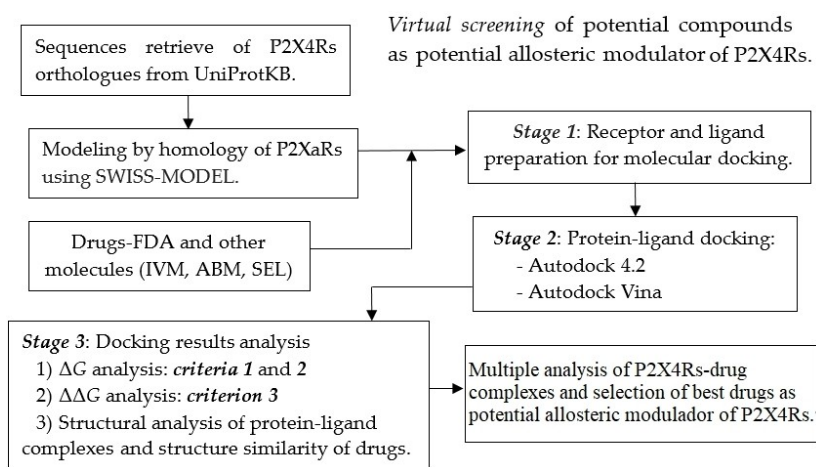 Sequences retrieve of P2X4Rs
orthologues from UniProtKB.
Virtual screening of potential compounds
as potential allosteric modulator of P2X4Rs.
Modeling by homology of P2XaRs
using SWISS-MODEL.
Stage 1: Receptor and ligand
preparation for molecular docking.
Drugs-FDA and other
molecules (IVM, ABM, SEL)
Stage 2: Protein-ligand docking:
- Autodock 4.2
- Autodock Vina
Stage 3: Docking results analysis
1) ΔG analysis: criteria 1 and 2
2) ΔΔG analysis: criterion 3
3) Structural analysis of protein-ligand
complexes and structure similarity of drugs.
Multiple analysis of P2X4Rs-drug
complexes and selection of best drugs as
potential allosteric modulador of P2X4Rs.